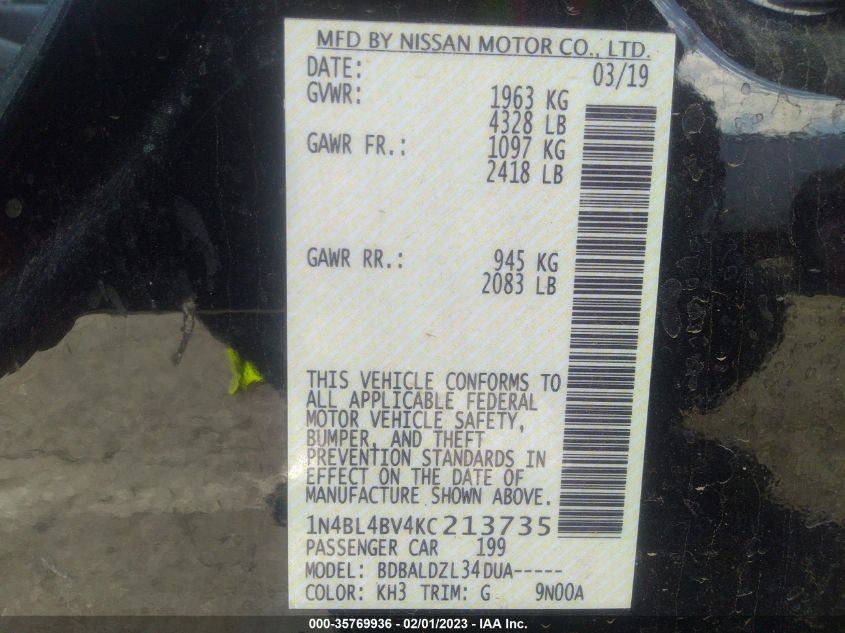 MFD BY NISSAN MOTOR CO., LTD.
DATE: 03/19
GVWR: 1963 KG
4328 LB
GAWR FR.: 1097 KG
2418 LB
GAWR RR.: 945 KG
2083 LB
THIS VEHICLE CONFORMS TO
ALL APPLICABLE FEDERAL
MOTOR VEHICLE SAFETY,
BUMPER, AND THEFT
PREVENTION STANDARDS IN
EFFECT ON THE DATE OF
MANUFACTURE SHOWN ABOVE.
1N4BL4BV4KC213735
PASSENGER CAR 199
MODEL: BDBALDZL34DUA-----
COLOR: KH3 TRIM: G 9N00A
000-35769936 - 02/01/2023 - IAA Inc.